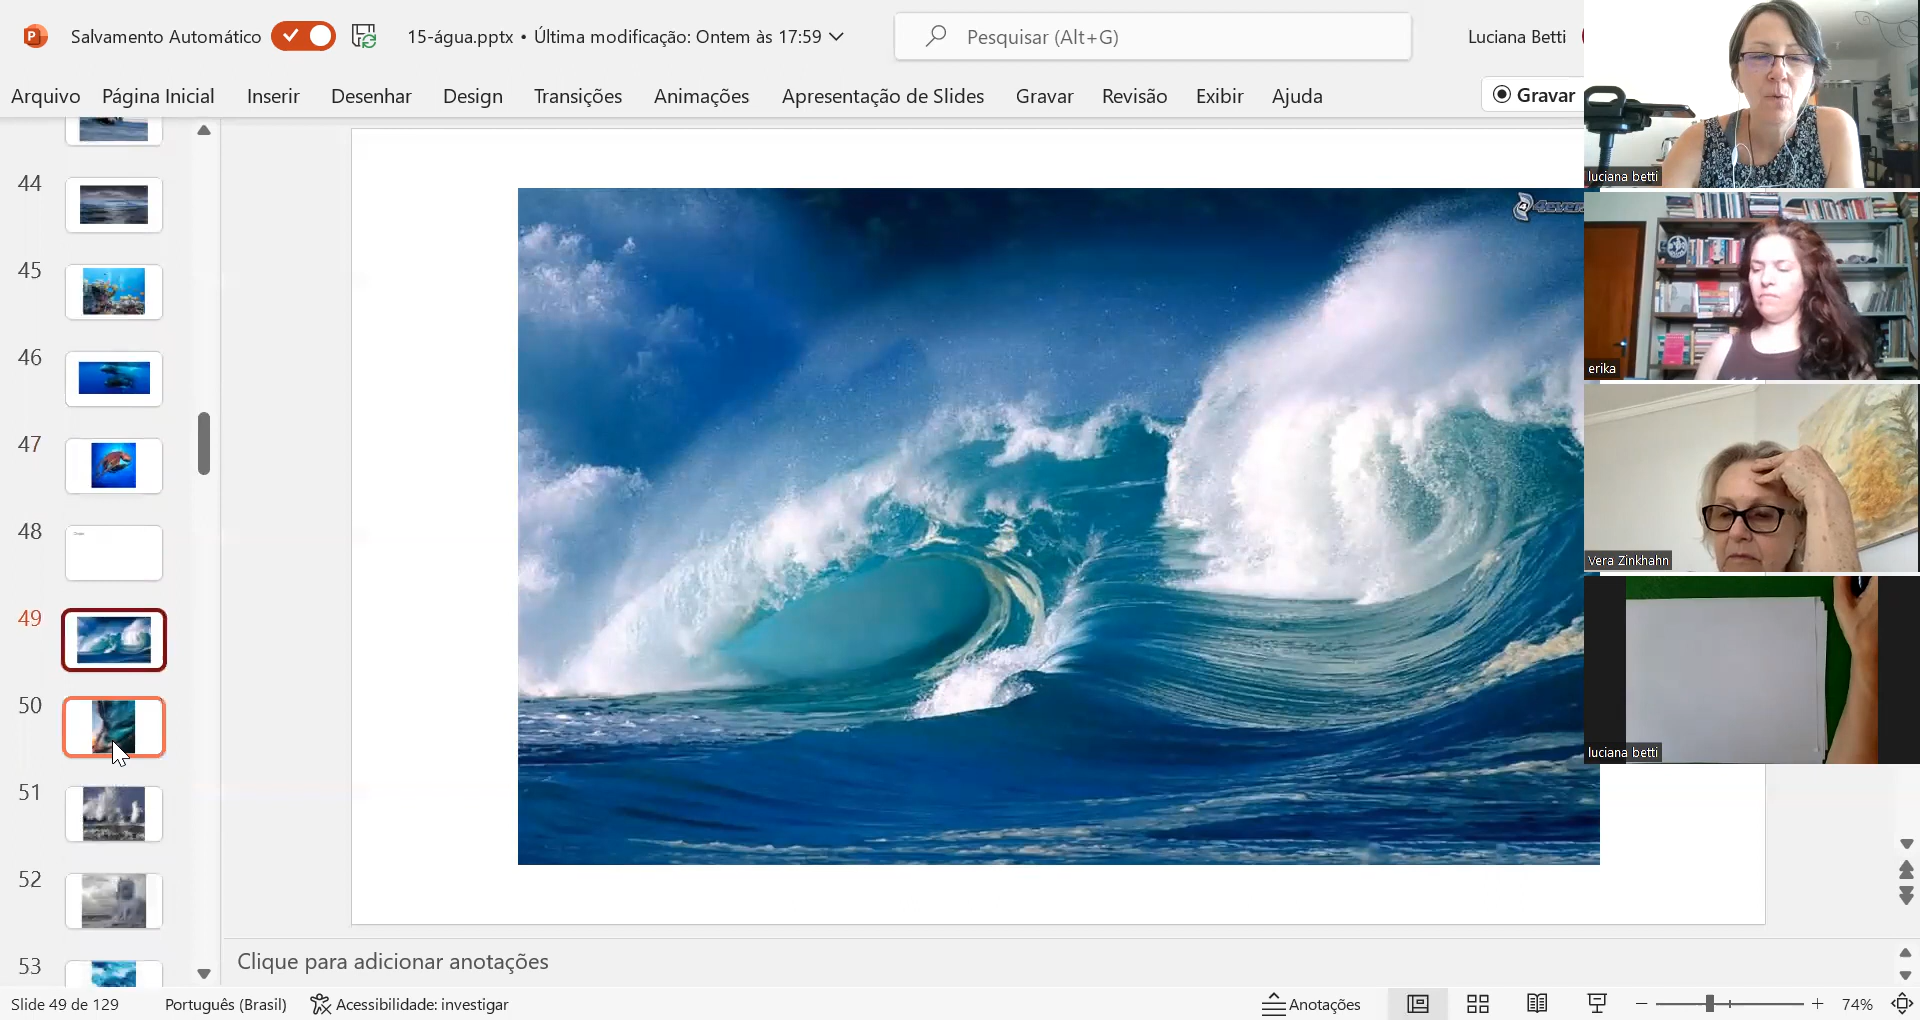 Salvamento Automático
15-água.pptx • Última modificação: Ontem às 17:59
Pesquisar (Alt+G)
Luciana Betti
Arquivo Página Inicial Inserir Desenhar Design Transições Animações Apresentação de Slides Gravar Revisão Exibir Ajuda
Gravar
luciana betti
erika
Vera Zinkhahn
luciana betti
44
45
46
47
48
49
50
51
52
53
Clique para adicionar anotações
Slide 49 de 129 Português (Brasil) Acessibilidade: investigar
Anotações
74%